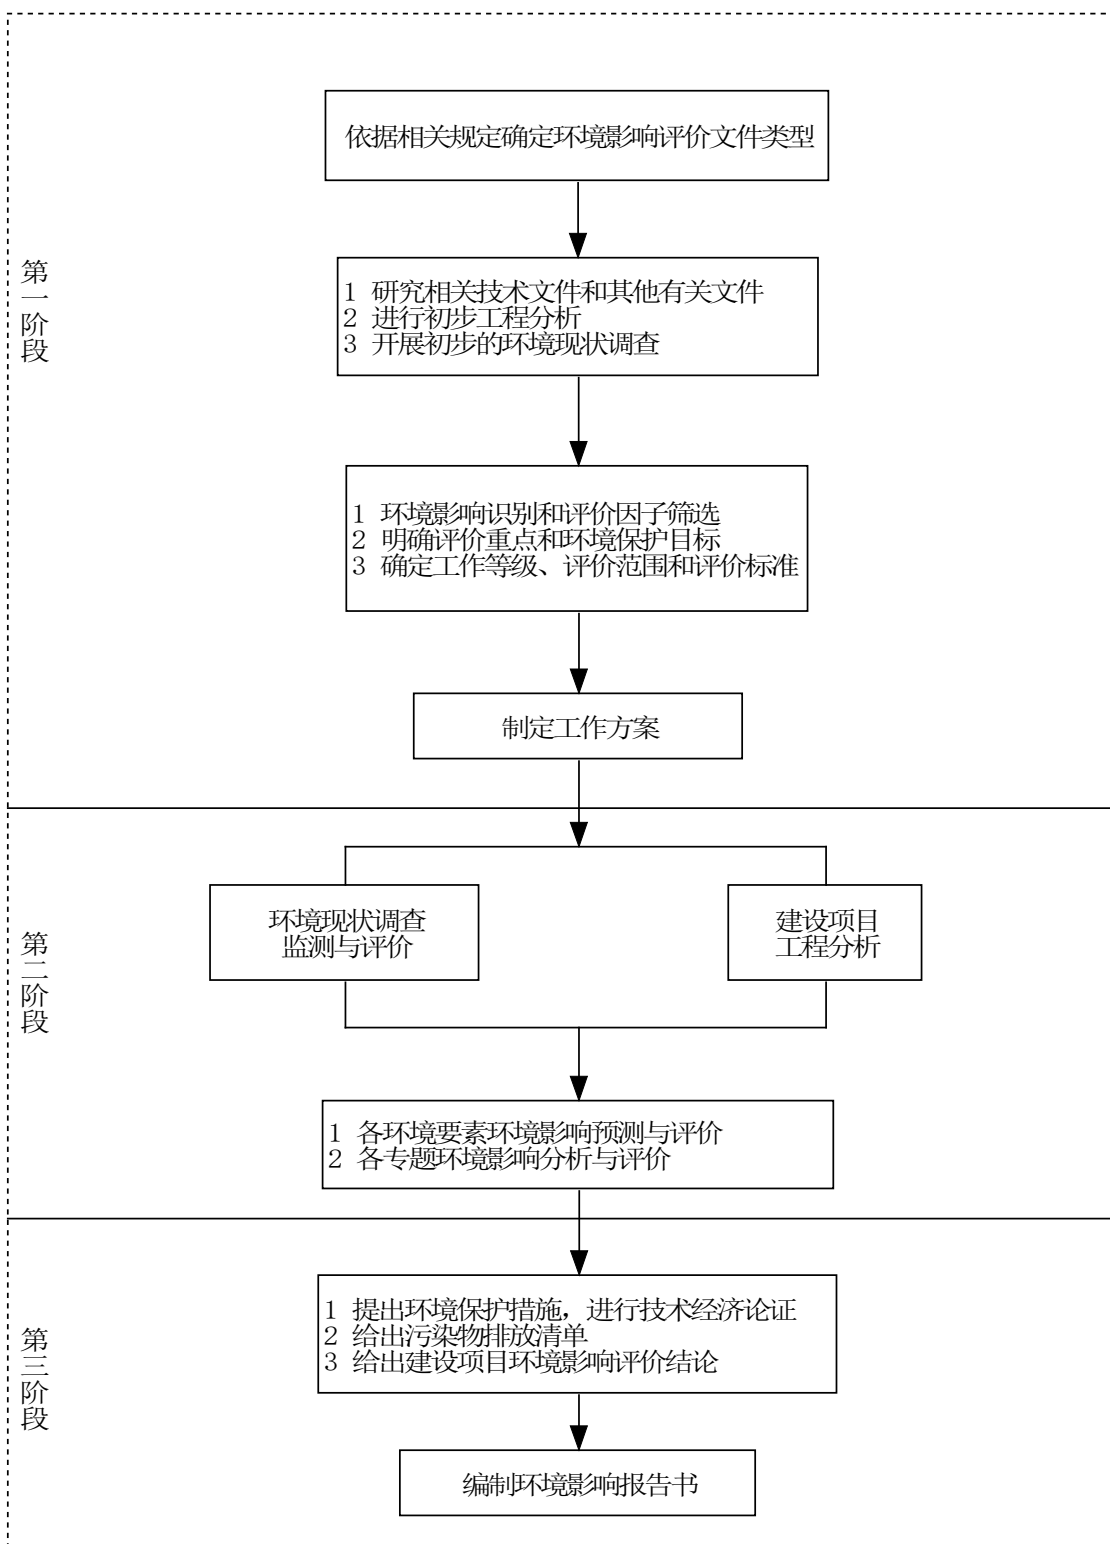 依据相关规定确定环境影响评价文件类型
第一阶段
1 研究相关技术文件和其他有关文件
2 进行初步工程分析
3 开展初步的环境现状调查
1 环境影响识别和评价因子筛选
2 明确评价重点和环境保护目标
3 确定工作等级、评价范围和评价标准
制定工作方案
第二阶段
环境现状调查
监测与评价
建设项目
工程分析
1 各环境要素环境影响预测与评价
2 各专题环境影响分析与评价
第三阶段
1 提出环境保护措施，进行技术经济论证
2 给出污染物排放清单
3 给出建设项目环境影响评价结论
编制环境影响报告书